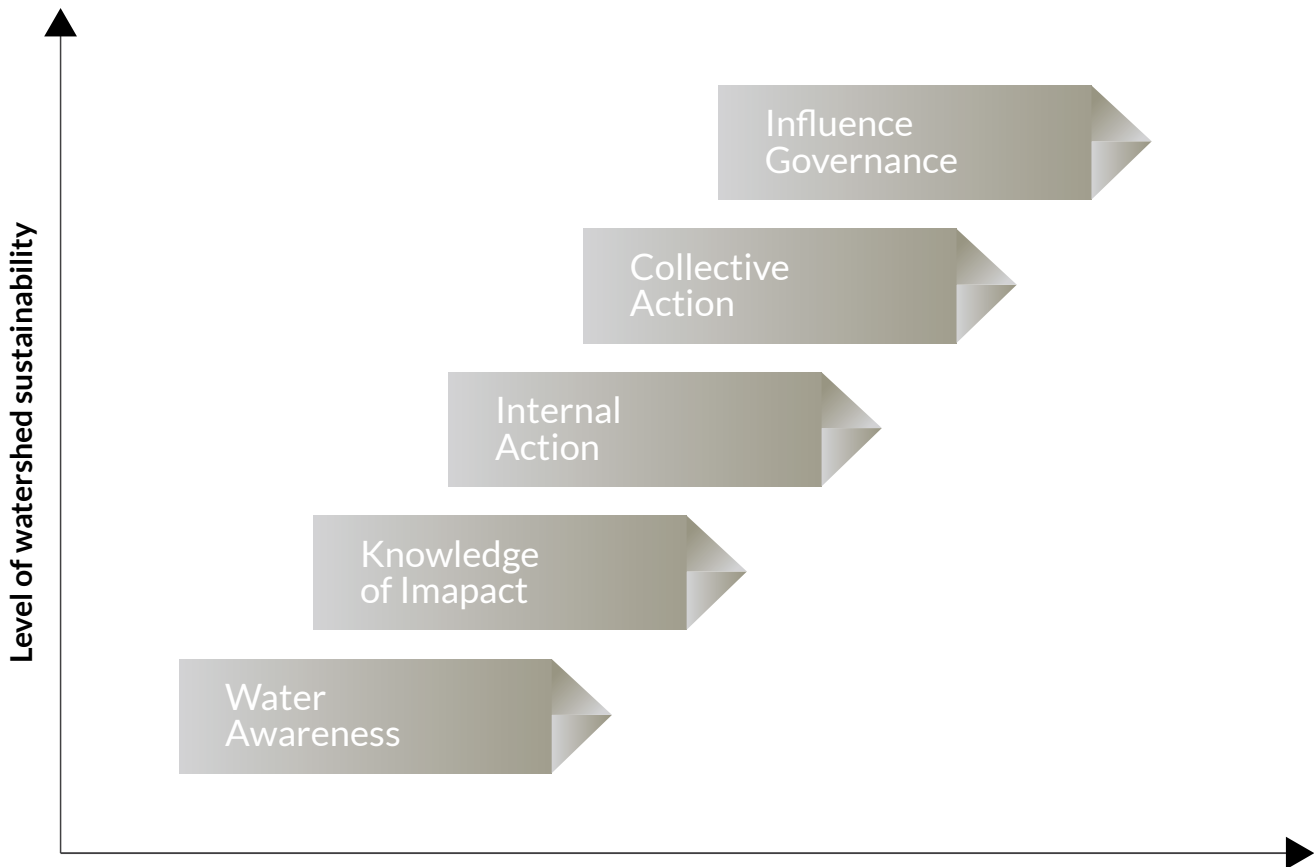 Influence
Governance
Collective
Action
Level of watershed sustainability
Internal
Action
Knowledge
of Imapact
Water
Awareness